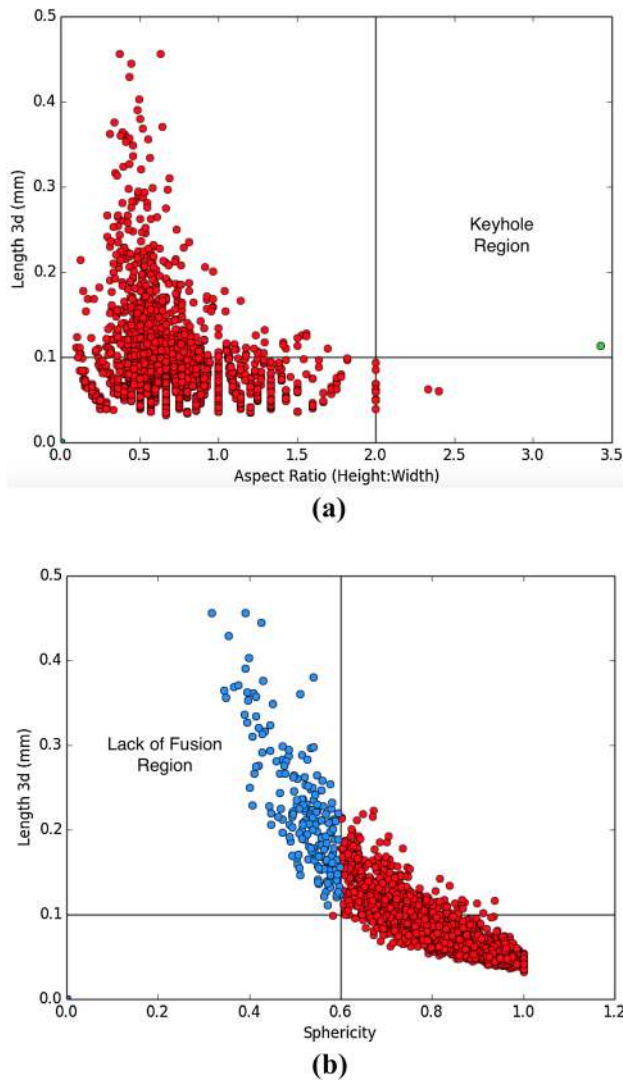 0.5
0.4
0.3
0.2
0.1
0.0
Length 3d (mm)
Keyhole
Region
0.0 0.5 1.0 1.5 2.0 2.5 3.0 3.5
Aspect Ratio (Height:Width)
(a)
0.5
0.4
0.3
0.2
0.1
0.0
Length 3d (mm)
Lack of Fusion
Region
0.0 0.2 0.4 0.6 0.8 1.0 1.2
Sphericity
(b)